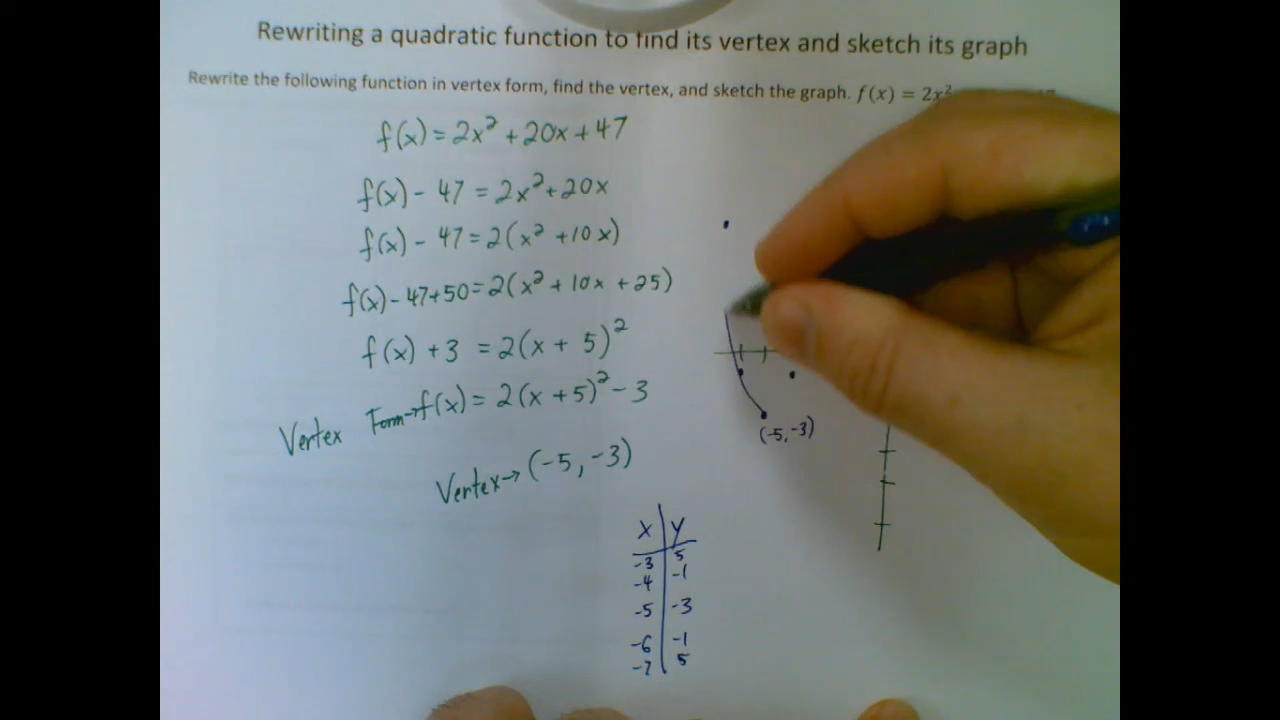 Rewriting a quadratic function to find its vertex and sketch its graph
Rewrite the following function in vertex form, find the vertex, and sketch the graph. f(x) = 2x²
f(x) = 2x² + 20x + 47
f(x) - 47 = 2x² + 20x
f(x) - 47 = 2(x² + 10x)
f(x) - 47 + 50 = 2(x² + 10x + 25)
f(x) + 3 = 2(x + 5)²
Vertex Form → f(x) = 2(x + 5)² - 3
(-5, -3)
Vertex → (-5, -3)
X Y
-3 5
-4 -1
-5 -3
-6 -1
-7 5